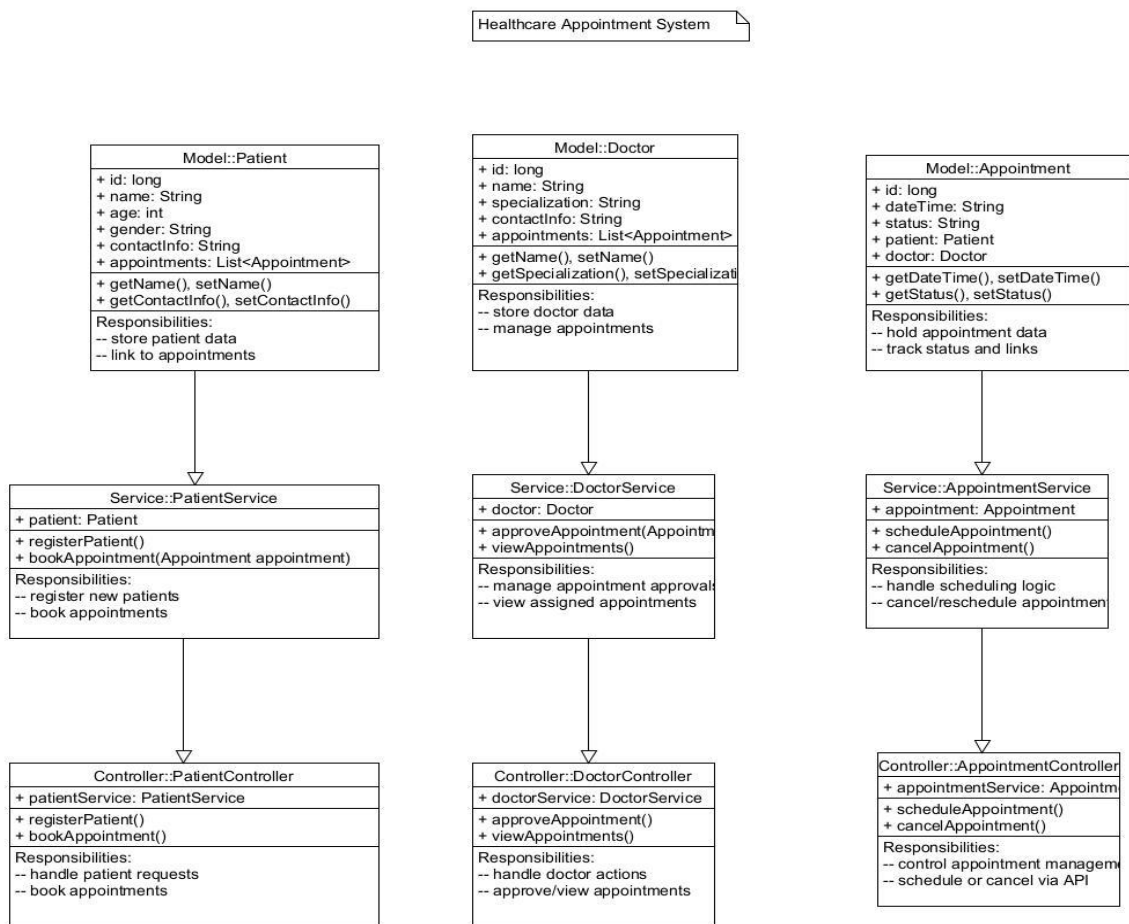 Healthcare Appointment System
Model::Patient
+ id: long
+ name: String
+ age: int
+ gender: String
+ contactInfo: String
+ appointments: List<Appointment>
+ getName(), setName()
+ getContactInfo(), setContactInfo()
Responsibilities:
-- store patient data
-- link to appointments
Model::Doctor
+ id: long
+ name: String
+ specialization: String
+ contactInfo: String
+ appointments: List<Appointment>
+ getName(), setName()
+ getSpecialization(), setSpecializati
Responsibilities:
-- store doctor data
-- manage appointments
Model::Appointment
+ id: long
+ dateTime: String
+ status: String
+ patient: Patient
+ doctor: Doctor
+ getDateTime(), setDateTime()
+ getStatus(), setStatus()
Responsibilities:
-- hold appointment data
-- track status and links
Service::PatientService
+ patient: Patient
+ registerPatient()
+ bookAppointment(Appointment appointment)
Responsibilities:
-- register new patients
-- book appointments
Service::DoctorService
+ doctor: Doctor
+ approveAppointment(Appointm
+ viewAppointments()
Responsibilities:
-- manage appointment approvals
-- view assigned appointments
Service::AppointmentService
+ appointment: Appointment
+ scheduleAppointment()
+ cancelAppointment()
Responsibilities:
-- handle scheduling logic
-- cancel/reschedule appointmen
Controller::PatientController
+ patientService: PatientService
+ registerPatient()
+ bookAppointment()
Responsibilities:
-- handle patient requests
-- book appointments
Controller::DoctorController
+ doctorService: DoctorService
+ approveAppointment()
+ viewAppointments()
Responsibilities:
-- handle doctor actions
-- approve/view appointments
Controller::AppointmentController
+ appointmentService: Appointm
+ scheduleAppointment()
+ cancelAppointment()
Responsibilities:
-- control appointment managem
-- schedule or cancel via API